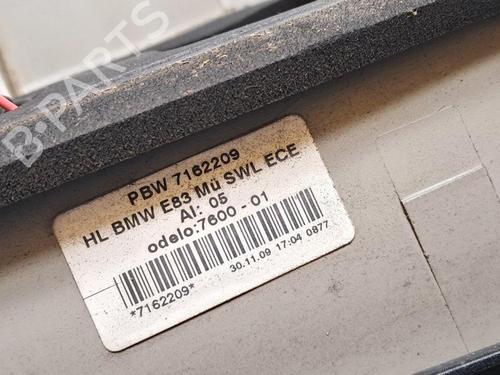 B-PARTS
PBW 7162209
HL BMW E83 Mü SWL ECE
AI: 05
odelo:7600 - 01
*7162209*
30.11.09 17:04 0877